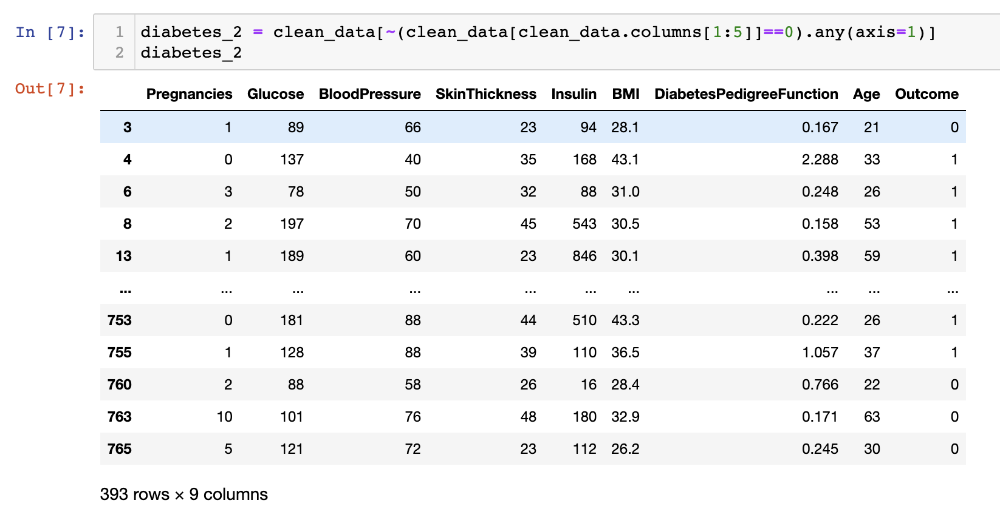 In [7]:
1 diabetes_2 = clean_data[~(clean_data[clean_data.columns[1:5]]==0).any(axis=1)]
2 diabetes_2
Out[7]:
Pregnancies Glucose BloodPressure SkinThickness Insulin BMI DiabetesPedigreeFunction Age Outcome
3 1 89 66 23 94 28.1 0.167 21 0
4 0 137 40 35 168 43.1 2.288 33 1
6 3 78 50 32 88 31.0 0.248 26 1
8 2 197 70 45 543 30.5 0.158 53 1
13 1 189 60 23 846 30.1 0.398 59 1
... ... ... ... ... ... ... ... ... ...
753 0 181 88 44 510 43.3 0.222 26 1
755 1 128 88 39 110 36.5 1.057 37 1
760 2 88 58 26 16 28.4 0.766 22 0
763 10 101 76 48 180 32.9 0.171 63 0
765 5 121 72 23 112 26.2 0.245 30 0
393 rows × 9 columns